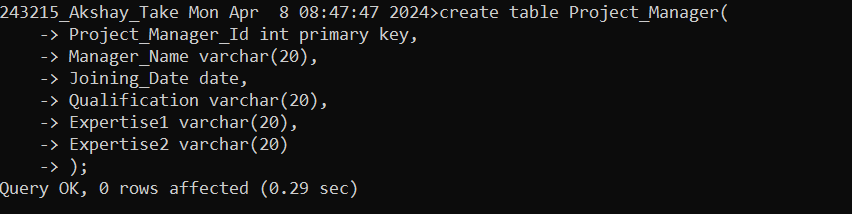 243215_Akshay_Take Mon Apr  8 08:47:47 2024>create table Project_Manager(
    -> Project_Manager_Id int primary key,
    -> Manager_Name varchar(20),
    -> Joining_Date date,
    -> Qualification varchar(20),
    -> Expertise1 varchar(20),
    -> Expertise2 varchar(20)
    -> );
Query OK, 0 rows affected (0.29 sec)